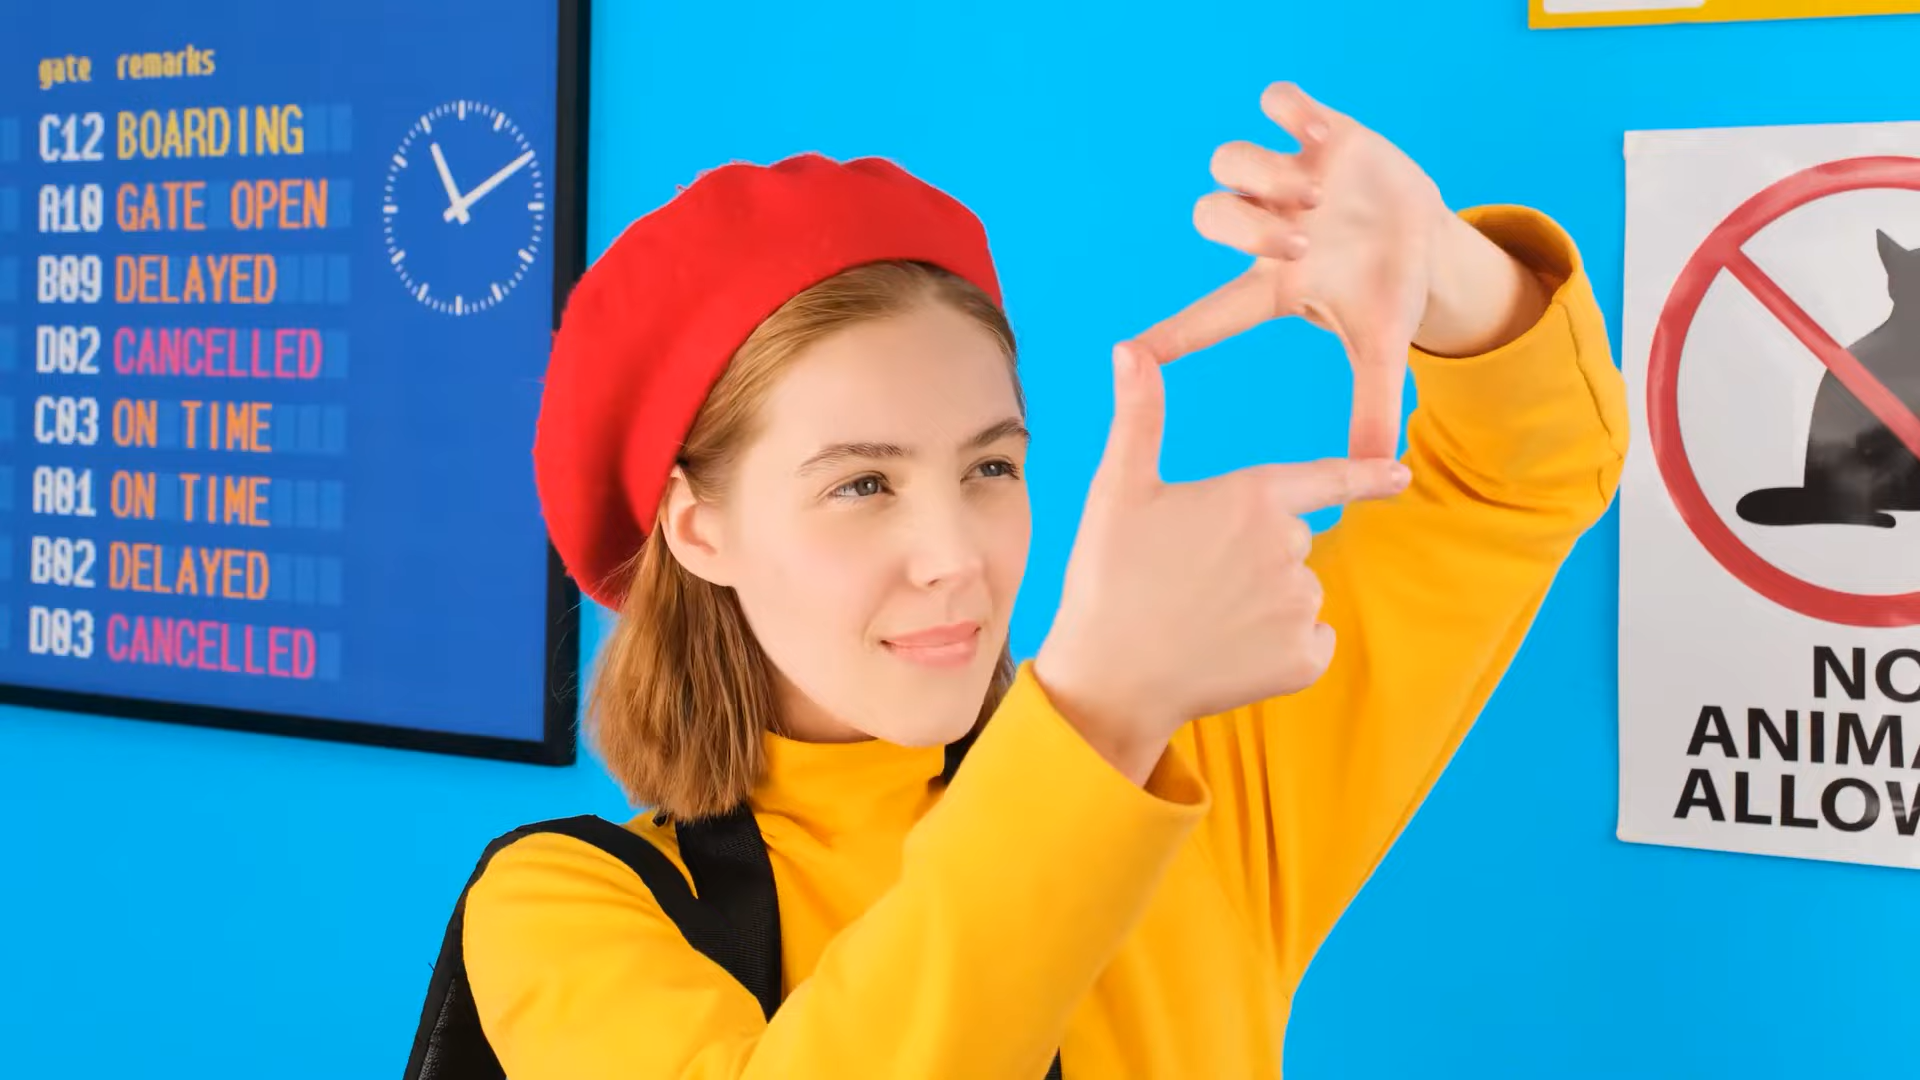 gate remarks
C12 BOARDING
A10 GATE OPEN
B09 DELAYED
D02 CANCELLED
C03 ON TIME
A01 ON TIME
B02 DELAYED
D03 CANCELLED
NO
ANIMA
ALLOW